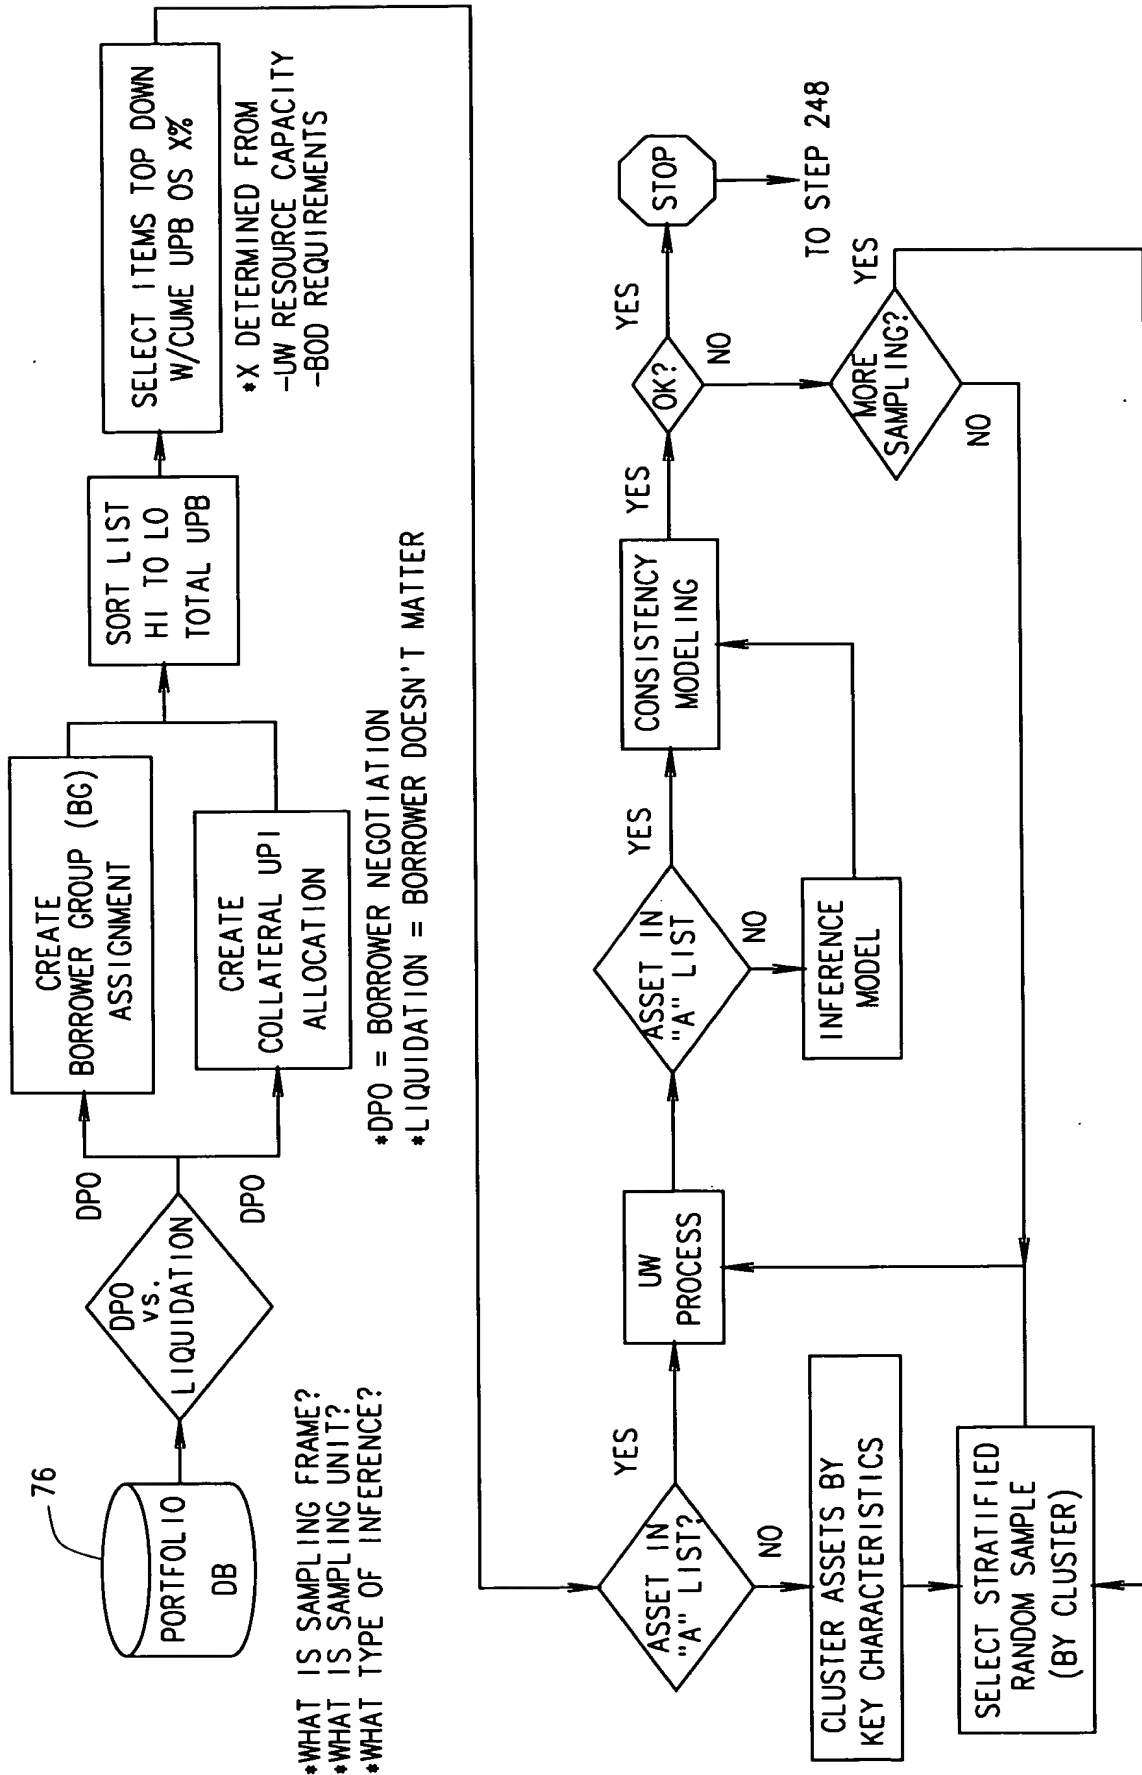 76
PORTFOLIO
DB
*WHAT IS SAMPLING FRAME?
*WHAT IS SAMPLING UNIT?
*WHAT TYPE OF INFERENCE?
DPO
vs.
LIQUIDATION
DPO
DPO
CREATE
BORROWER GROUP (BG)
ASSIGNMENT
CREATE
COLLATERAL UPI
ALLOCATION
*DPO = BORROWER NEGOTIATION
*LIQUIDATION = BORROWER DOESN'T MATTER
SORT LIST
HI TO LO
TOTAL UPB
SELECT ITEMS TOP DOWN
W/CUME UPB OS X%
*X DETERMINED FROM
-UW RESOURCE CAPACITY
-BOD REQUIREMENTS
ASSET IN
"A" LIST?
YES
NO
CLUSTER ASSETS BY
KEY CHARACTERISTICS
SELECT STRATIFIED
RANDOM SAMPLE
(BY CLUSTER)
UW
PROCESS
ASSET IN
"A" LIST
YES
NO
INFERENCE
MODEL
CONSISTENCY
MODELING
YES
OK?
YES
NO
STOP
TO STEP 248
MORE
SAMPLING?
YES
NO